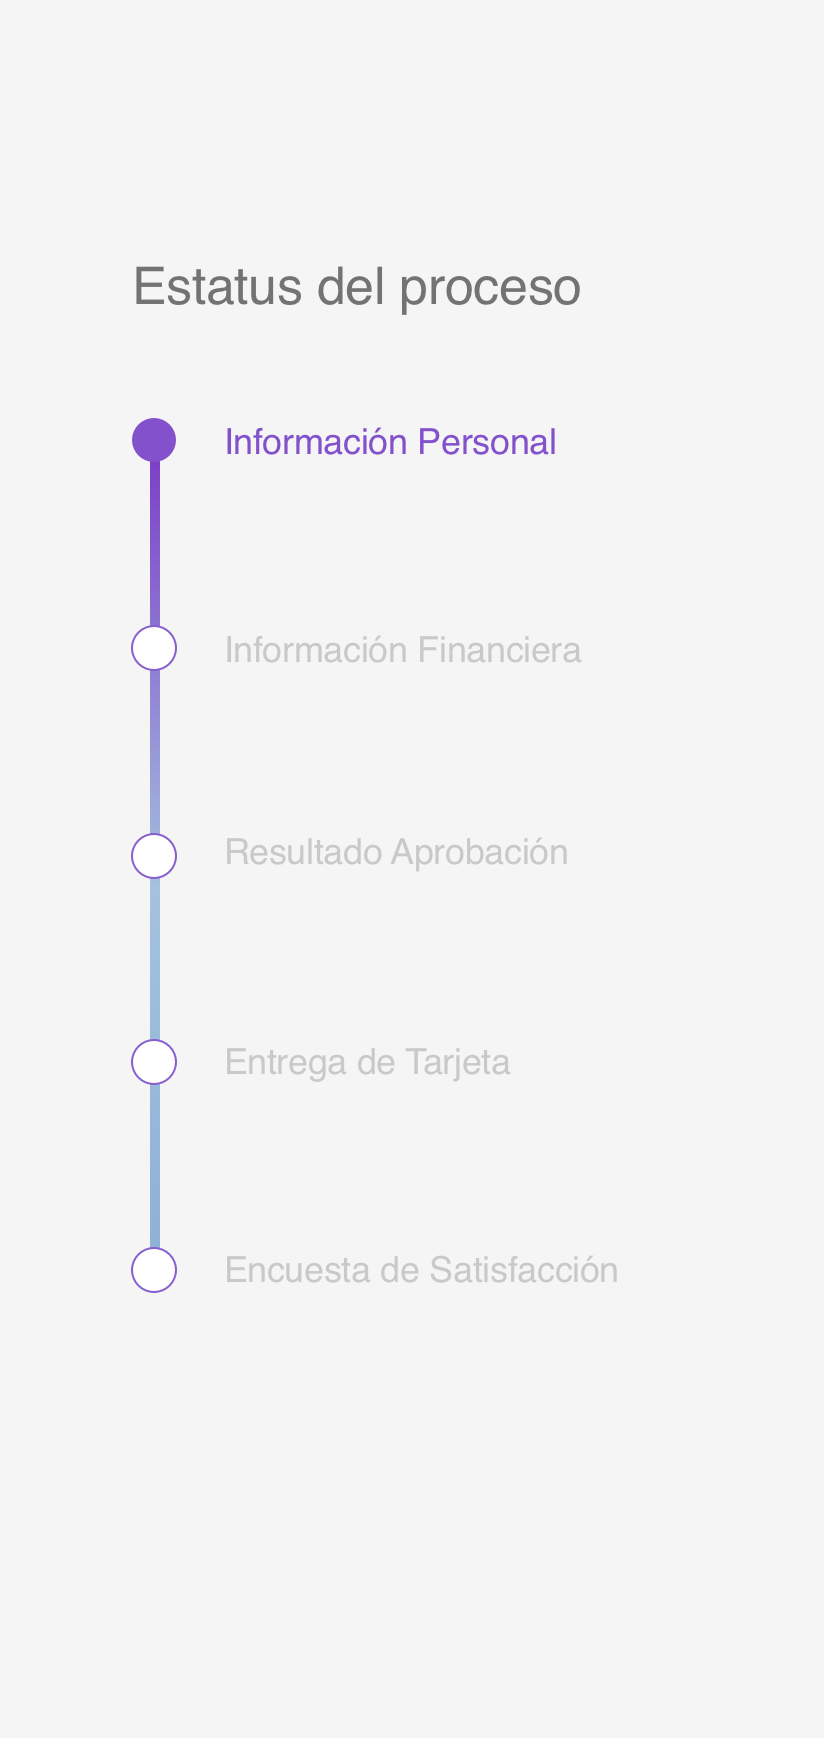 Estatus del proceso
Información Personal
Información Financiera
Resultado Aprobación
Entrega de Tarjeta
Encuesta de Satisfacción